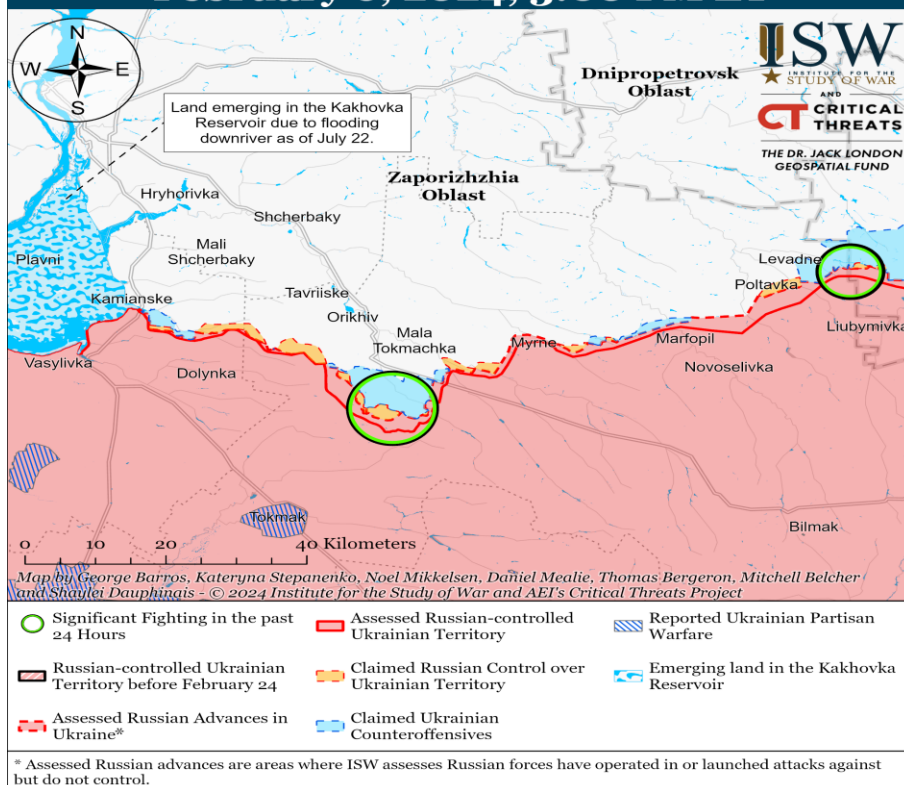 N
W
E
S
ISW
INSTITUTE FOR THE
STUDY OF WAR
AND
CT CRITICAL
THREATS
THE DR. JACK LONDON
GEOSPATIAL FUND
Land emerging in the Kakhovka
Reservoir due to flooding
downriver as of July 22.
Dnipropetrovsk
Oblast
Zaporizhzhia
Oblast
Hryhorivka
Shcherbaky
Mali
Shcherbaky
Plavni
Levadne
Tavriiske
Poltavka
Kamianske
Orikhiv
Mala
Tokmachka
Myrne
Marfopil
Liubymivka
Vasylivka
Dolynka
Novoselivka
Tokmak
Bilmak
0 10 20 40 Kilometers
Map by George Barros, Kateryna Stepanenko, Noel Mikkelsen, Daniel Mealie, Thomas Bergeron, Mitchell Belcher
and Shaylei Dauphinais - © 2024 Institute for the Study of War and AEI's Critical Threats Project
Significant Fighting in the past
24 Hours
Russian-controlled Ukrainian
Territory before February 24
Assessed Russian Advances in
Ukraine*
Assessed Russian-controlled
Ukrainian Territory
Claimed Russian Control over
Ukrainian Territory
Claimed Ukrainian
Counteroffensives
Reported Ukrainian Partisan
Warfare
Emerging land in the Kakhovka
Reservoir
* Assessed Russian advances are areas where ISW assesses Russian forces have operated in or launched attacks against
but do not control.